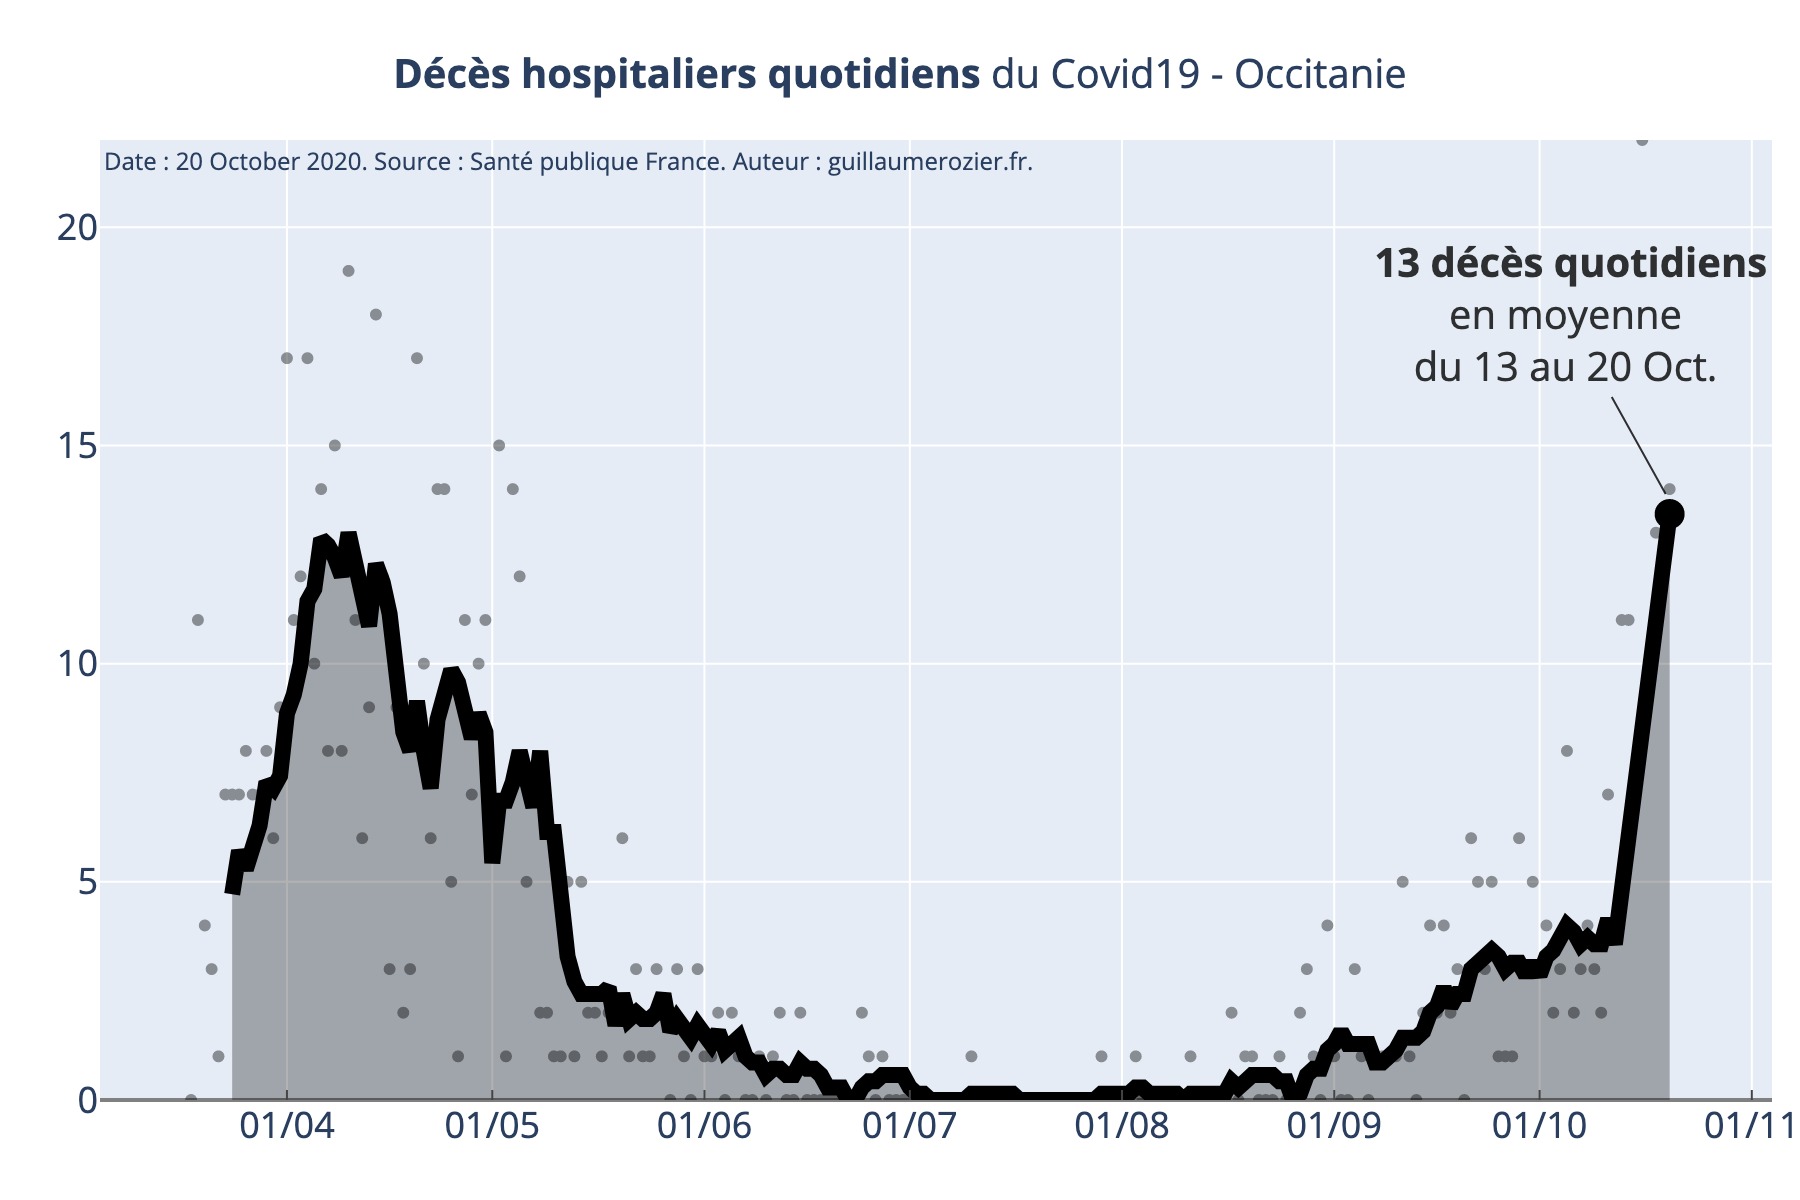 Décès hospitaliers quotidiens du Covid19 - Occitanie
Date : 20 October 2020. Source : Santé publique France. Auteur : guillaumerozier.fr.
20
13 décès quotidiens
en moyenne
du 13 au 20 Oct.
15
10
5
0
01/04 01/05 01/06 01/07 01/08 01/09 01/10 01/11